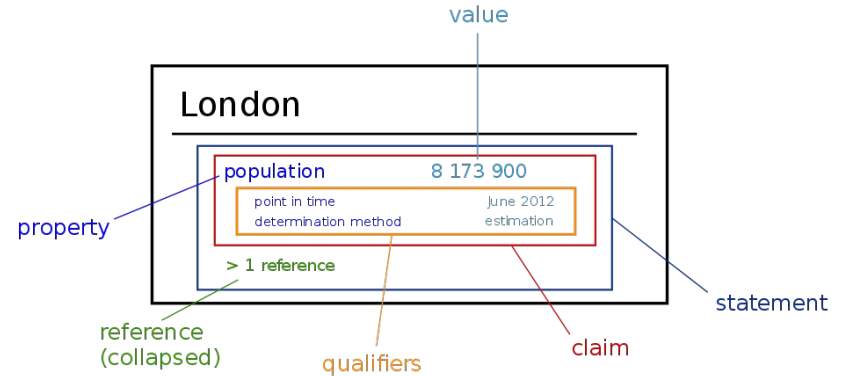 value
London
population 8 173 900
point in time June 2012
determination method estimation
property
> 1 reference
statement
reference
(collapsed)
claim
qualifiers